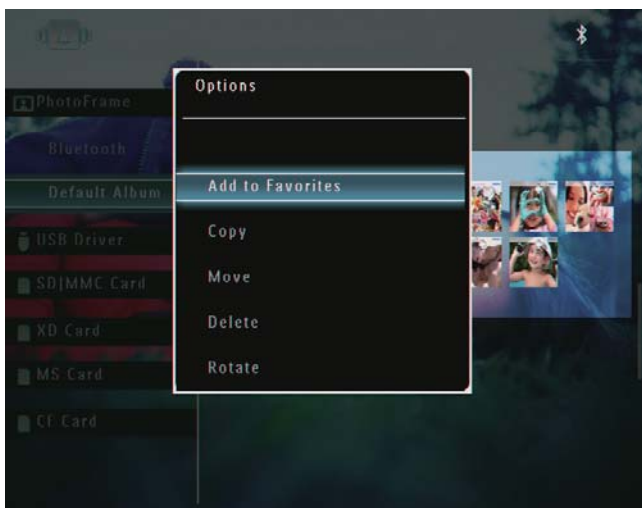 PhotoFrame
Bluetooth
Default Album
USB Driver
SD|MMC Card
XD Card
MS Card
CF Card
Options
Add to Favorites
Copy
Move
Delete
Rotate